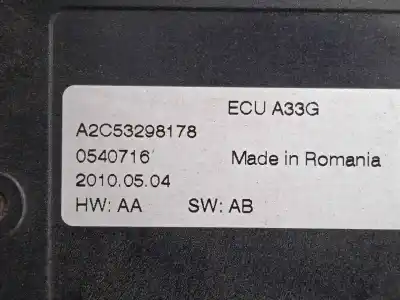 ECU A33G
A2C53298178
0540716 Made in Romania
2010.05.04
HW: AA SW: AB